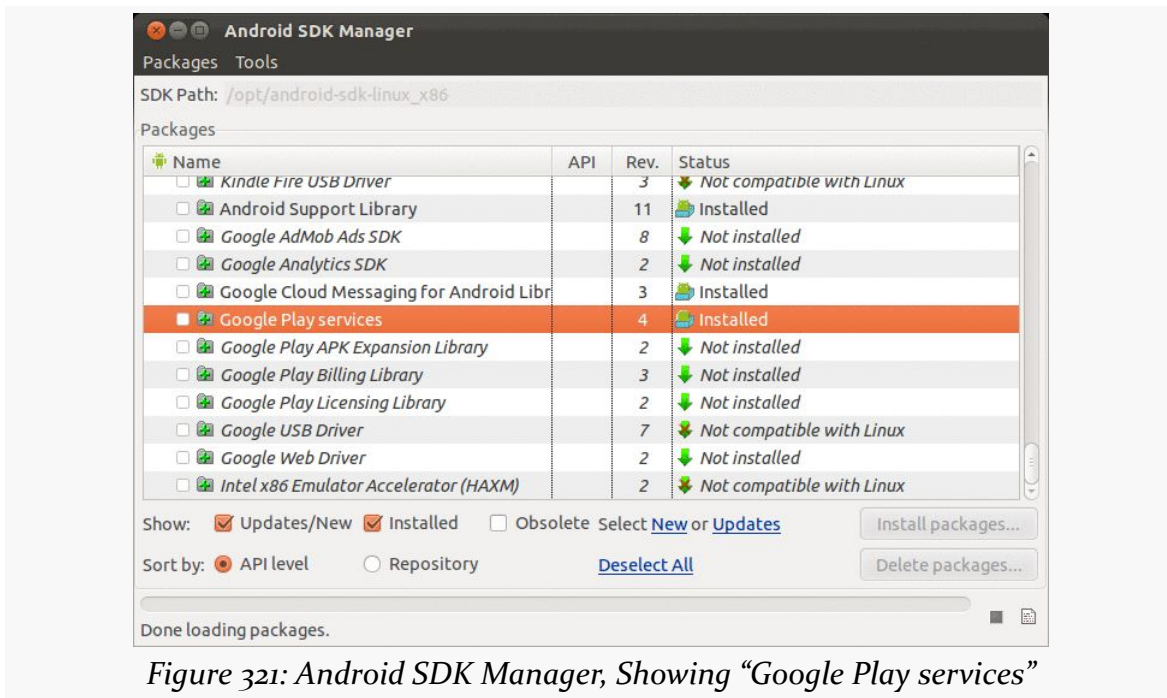 Android SDK Manager
Packages Tools
SDK Path: /opt/android-sdk-linux_x86
Packages
Name API Rev. Status
Kindle Fire USB Driver 3 Not compatible with Linux
Android Support Library 11 Installed
Google AdMob Ads SDK 8 Not installed
Google Analytics SDK 2 Not installed
Google Cloud Messaging for Android Libr 3 Installed
Google Play services 4 Installed
Google Play APK Expansion Library 2 Not installed
Google Play Billing Library 3 Not installed
Google Play Licensing Library 2 Not installed
Google USB Driver 7 Not compatible with Linux
Google Web Driver 2 Not installed
Intel x86 Emulator Accelerator (HAXM) 2 Not compatible with Linux
Show: Updates/New Installed Obsolete Select New or Updates Install packages...
Sort by: API level Repository Deselect All Delete packages...
Done loading packages.
Figure 321: Android SDK Manager, Showing “Google Play services”